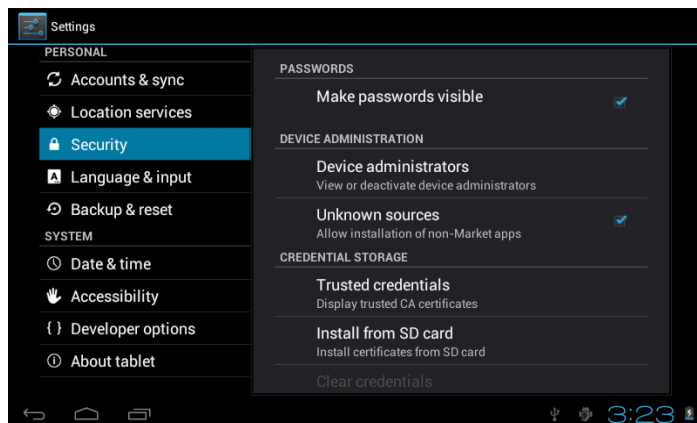 Settings
PERSONAL
Accounts & sync
Location services
Security
Language & input
Backup & reset
SYSTEM
Date & time
Accessibility
{ } Developer options
About tablet
PASSWORDS
Make passwords visible
DEVICE ADMINISTRATION
Device administrators
View or deactivate device administrators
Unknown sources
Allow installation of non-Market apps
CREDENTIAL STORAGE
Trusted credentials
Display trusted CA certificates
Install from SD card
Install certificates from SD card
Clear credentials
3:23